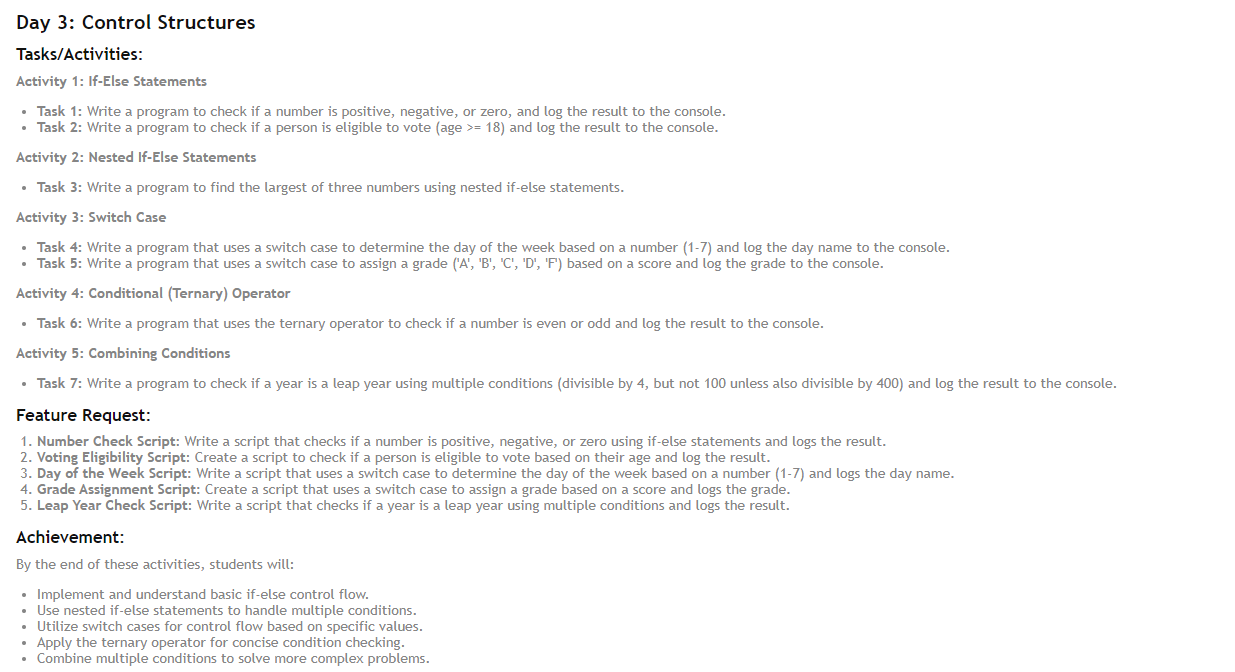 Day 3: Control Structures
Tasks/Activities:
Activity 1: If-Else Statements
• Task 1: Write a program to check if a number is positive, negative, or zero, and log the result to the console.
• Task 2: Write a program to check if a person is eligible to vote (age >= 18) and log the result to the console.
Activity 2: Nested If-Else Statements
• Task 3: Write a program to find the largest of three numbers using nested if-else statements.
Activity 3: Switch Case
• Task 4: Write a program that uses a switch case to determine the day of the week based on a number (1-7) and log the day name to the console.
• Task 5: Write a program that uses a switch case to assign a grade ('A', 'B', 'C', 'D', 'F') based on a score and log the grade to the console.
Activity 4: Conditional (Ternary) Operator
• Task 6: Write a program that uses the ternary operator to check if a number is even or odd and log the result to the console.
Activity 5: Combining Conditions
• Task 7: Write a program to check if a year is a leap year using multiple conditions (divisible by 4, but not 100 unless also divisible by 400) and log the result to the console.
Feature Request:
1. Number Check Script: Write a script that checks if a number is positive, negative, or zero using if-else statements and logs the result.
2. Voting Eligibility Script: Create a script to check if a person is eligible to vote based on their age and log the result.
3. Day of the Week Script: Write a script that uses a switch case to determine the day of the week based on a number (1-7) and logs the day name.
4. Grade Assignment Script: Create a script that uses a switch case to assign a grade based on a score and logs the grade.
5. Leap Year Check Script: Write a script that checks if a year is a leap year using multiple conditions and logs the result.
Achievement:
By the end of these activities, students will:
• Implement and understand basic if-else control flow.
• Use nested if-else statements to handle multiple conditions.
• Utilize switch cases for control flow based on specific values.
• Apply the ternary operator for concise condition checking.
• Combine multiple conditions to solve more complex problems.